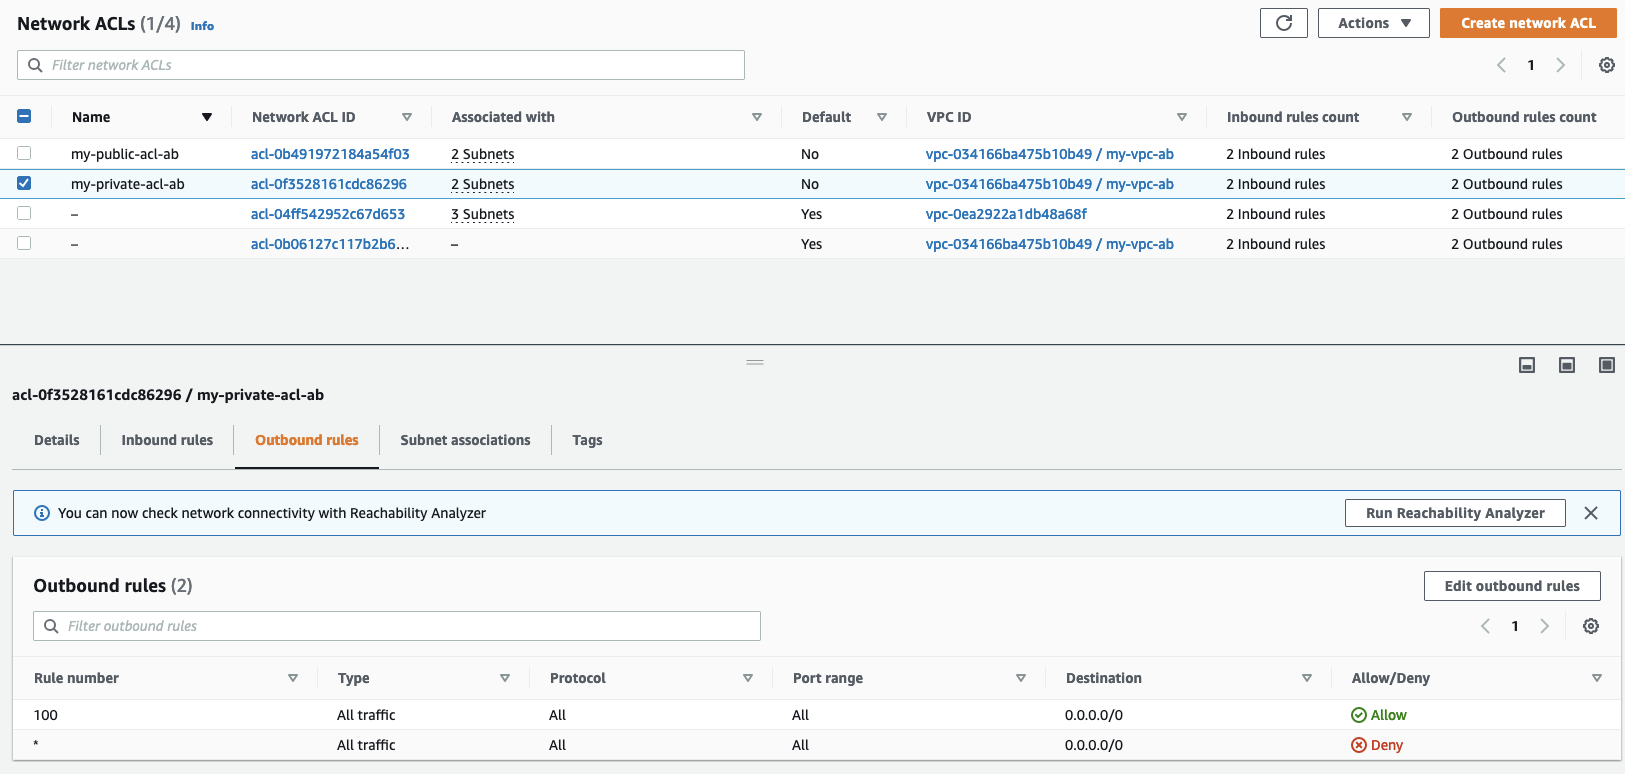 Network ACLs (1/4) Info
Actions
Create network ACL
Filter network ACLs
1
Name Network ACL ID Associated with Default VPC ID Inbound rules count Outbound rules count
my-public-acl-ab acl-0b491972184a54f03 2 Subnets No vpc-034166ba475b10b49 / my-vpc-ab 2 Inbound rules 2 Outbound rules
my-private-acl-ab acl-0f3528161cdc86296 2 Subnets No vpc-034166ba475b10b49 / my-vpc-ab 2 Inbound rules 2 Outbound rules
– acl-04ff542952c67d653 3 Subnets Yes vpc-0ea2922a1db48a68f 2 Inbound rules 2 Outbound rules
– acl-0b06127c117b2b6... – Yes vpc-034166ba475b10b49 / my-vpc-ab 2 Inbound rules 2 Outbound rules
acl-0f3528161cdc86296 / my-private-acl-ab
Details Inbound rules Outbound rules Subnet associations Tags
You can now check network connectivity with Reachability Analyzer
Run Reachability Analyzer
Outbound rules (2)
Edit outbound rules
Filter outbound rules
1
Rule number Type Protocol Port range Destination Allow/Deny
100 All traffic All All 0.0.0.0/0 Allow
* All traffic All All 0.0.0.0/0 Deny